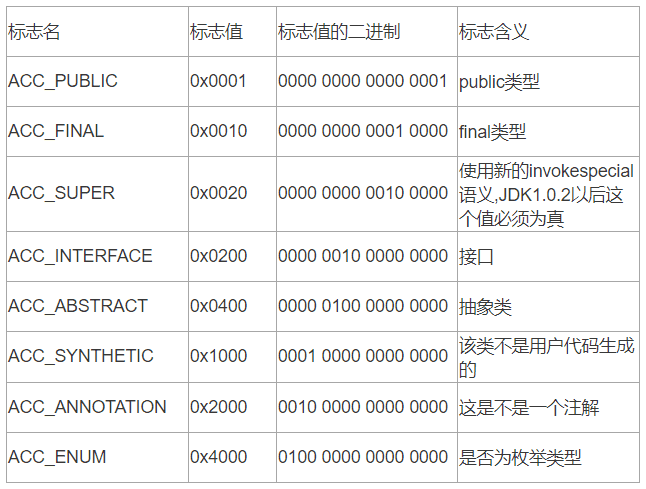 标志名 标志值 标志值的二进制 标志含义
ACC_PUBLIC 0x0001 0000 0000 0000 0001 public类型
ACC_FINAL 0x0010 0000 0000 0001 0000 final类型
ACC_SUPER 0x0020 0000 0000 0010 0000 使用新的invokespecial
语义,JDK1.0.2以后这
个值必须为真
ACC_INTERFACE 0x0200 0000 0010 0000 0000 接口
ACC_ABSTRACT 0x0400 0000 0100 0000 0000 抽象类
ACC_SYNTHETIC 0x1000 0001 0000 0000 0000 该类不是用户代码生成
的
ACC_ANNOTATION 0x2000 0010 0000 0000 0000 这是不是一个注解
ACC_ENUM 0x4000 0100 0000 0000 0000 是否为枚举类型